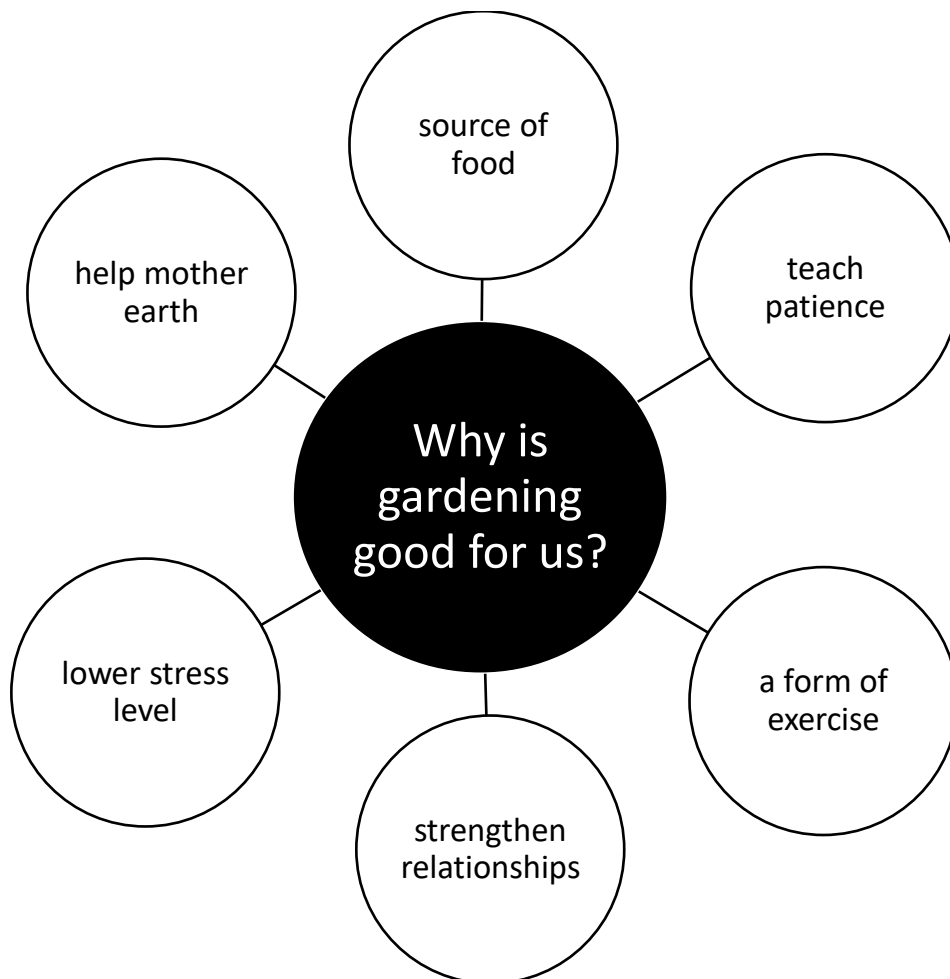 source of
food
teach
patience
a form of
exercise
strengthen
relationships
lower stress
level
help mother
earth
Why is
gardening
good for us?